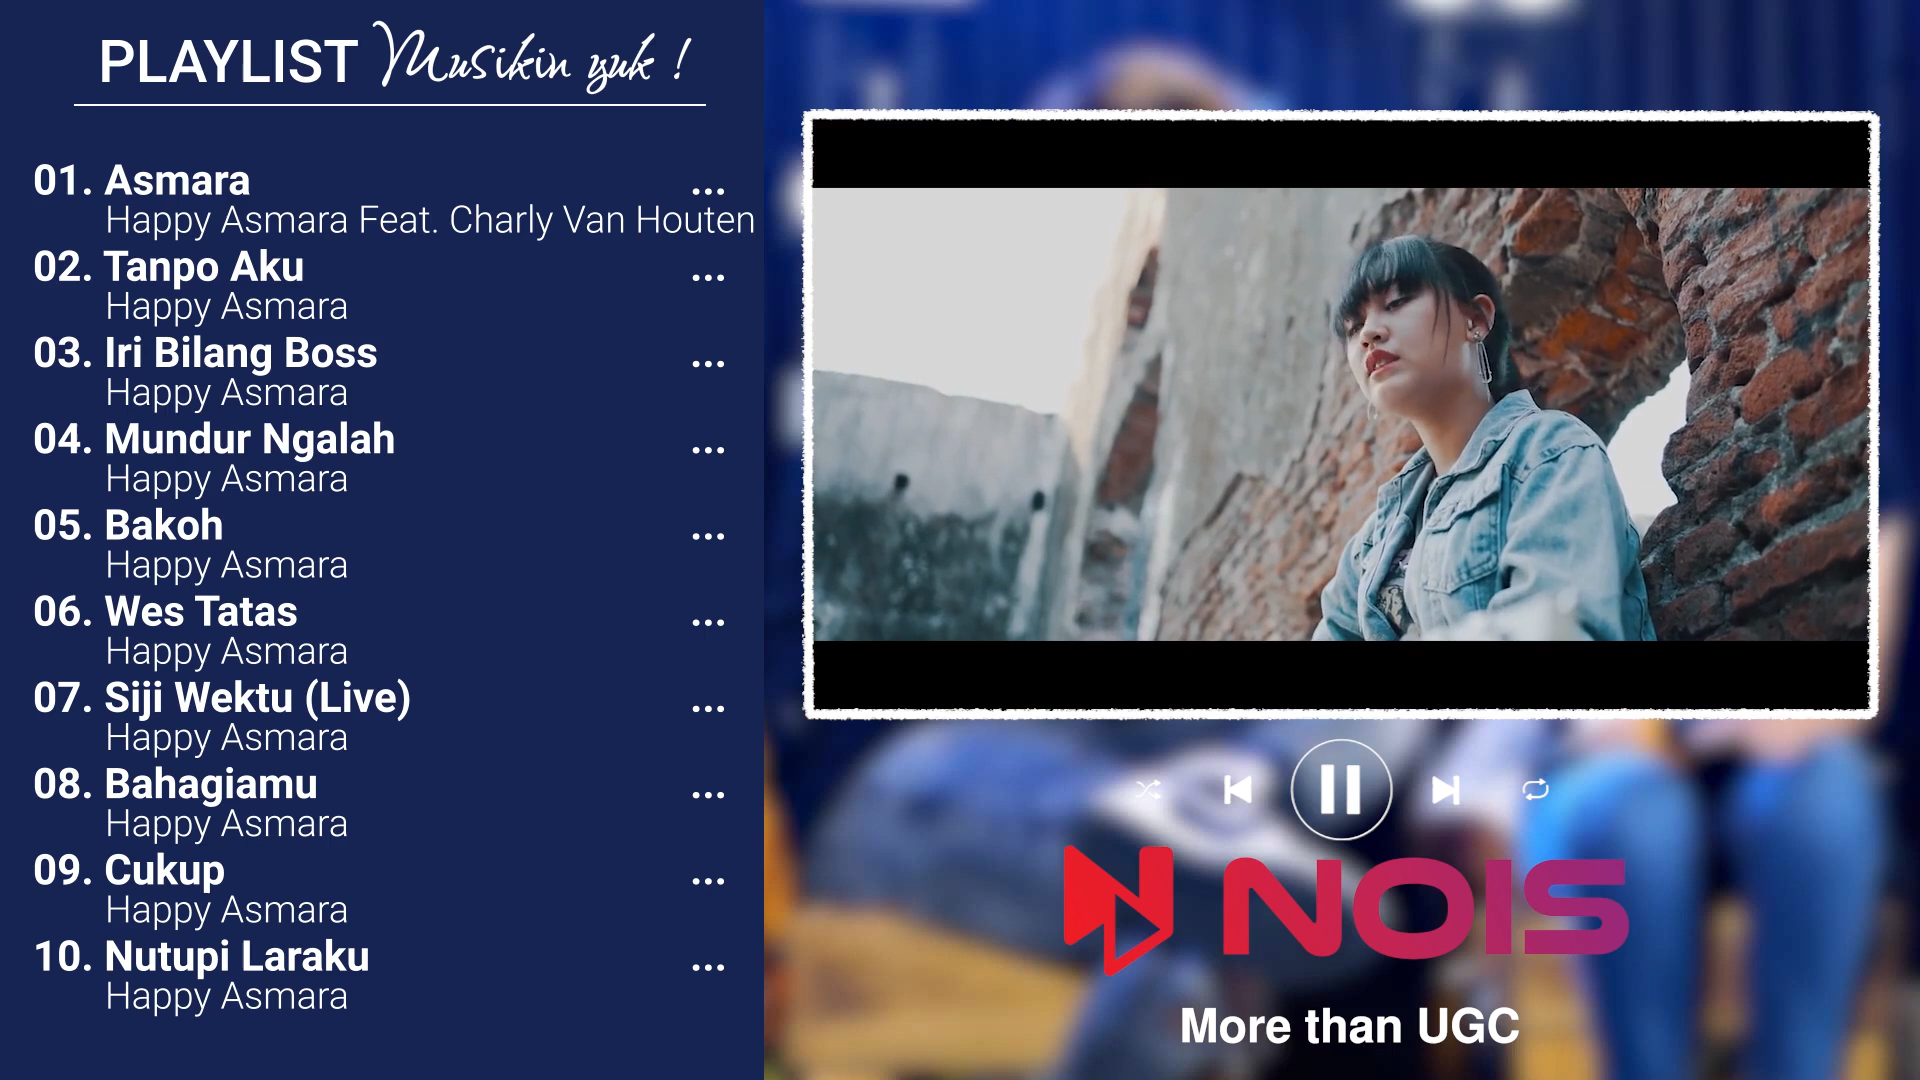 PLAYLIST Musikin yuk !
01. Asmara ...
Happy Asmara Feat. Charly Van Houten
02. Tanpo Aku ...
Happy Asmara
03. Iri Bilang Boss ...
Happy Asmara
04. Mundur Ngalah ...
Happy Asmara
05. Bakoh ...
Happy Asmara
06. Wes Tatas ...
Happy Asmara
07. Siji Wektu (Live) ...
Happy Asmara
08. Bahagiamu ...
Happy Asmara
09. Cukup ...
Happy Asmara
10. Nutupi Laraku ...
Happy Asmara
NOIS
More than UGC